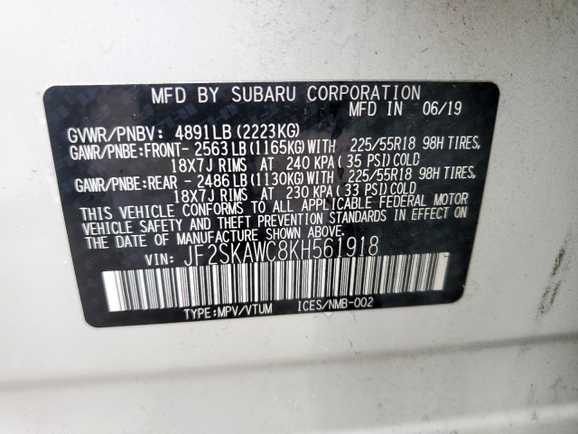 MFD BY SUBARU CORPORATION
MFD IN 06/19
GVWR/PNBV: 4891LB(2223KG)
GAWR/PNBE:FRONT- 2563LB(1165KG)WITH 225/55R18 98H TIRES,
18X7J RIMS AT 240 KPA(35 PSI)COLD
GAWR/PNBE:REAR - 2486LB(1130KG)WITH 225/55R18 98H TIRES,
18X7J RIMS AT 230 KPA(33 PSI)COLD
THIS VEHICLE CONFORMS TO ALL APPLICABLE FEDERAL MOTOR
VEHICLE SAFETY AND THEFT PREVENTION STANDARDS IN EFFECT
ON THE DATE OF MANUFACTURE SHOWN ABOVE.
VIN: JF2SKAWC8KH561918
TYPE:MPV/VTUM ICES/NMB-002